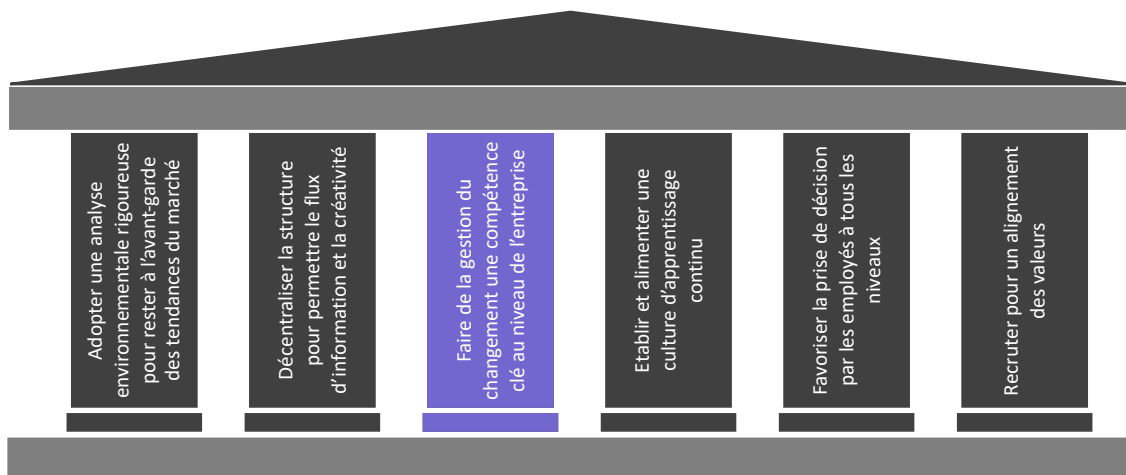 Adopter une analyse
environnementale rigoureuse
pour rester à l’avant-garde
des tendances du marché
Décentraliser la structure
pour permettre le flux
d’information et la créativité
Faire de la gestion du
changement une compétence
clé au niveau de l’entreprise
Etablir et alimenter une
culture d’apprentissage
continu
Favoriser la prise de décision
par les employés à tous les
niveaux
Recruter pour un alignement
des valeurs